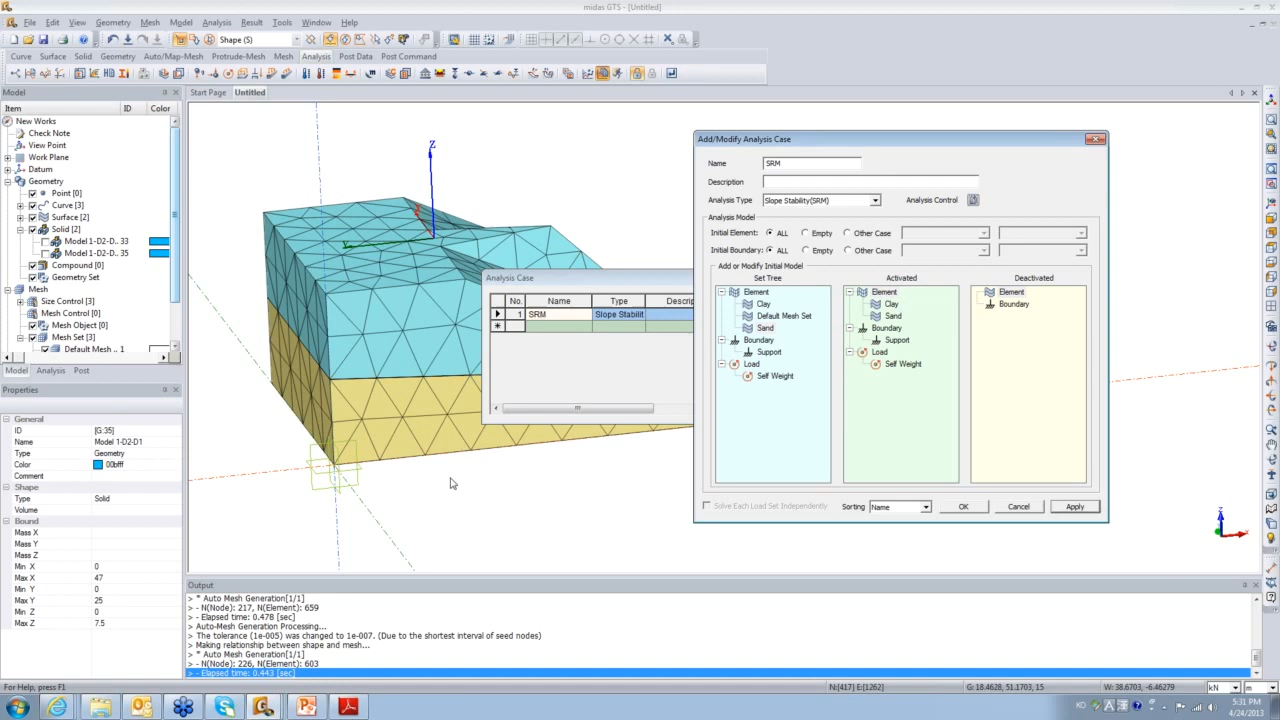 midas GTS - [Untitled]
File Edit View Geometry Mesh Model Analysis Result Tools Window Help
Shape (S)
Curve Surface Solid Geometry Auto/Map-Mesh Protrude-Mesh Mesh Analysis Post Data Post Command
Model
Start Page Untitled
Item ID Color
New Works
Check Note
View Point
Work Plane
Datum
Geometry
Point [0]
Curve [3]
Surface [2]
Solid [2]
Model 1-D2-D.. 33
Model 1-D2-D.. 35
Compound [0]
Geometry Set
Mesh
Size Control [3]
Mesh Control [0]
Mesh Object [0]
Mesh Set [3]
Default Mesh .. 1
Model Analysis Post
Properties
General
ID [G:35]
Name Model 1-D2-D1
Type Geometry
Color 00bfff
Comment
Shape
Type Solid
Volume
Bound
Mass X
Mass Y
Mass Z
Min X 0
Max X 47
Min Y 0
Max Y 25
Min Z 0
Max Z 7.5
Z
Y
Analysis Case
No. Name Type Descrip
1 SRM Slope Stabilit
Add/Modify Analysis Case
Name SRM
Description
Analysis Type Slope Stability(SRM) Analysis Control
Analysis Model
Initial Element: ALL Empty Other Case
Initial Boundary: ALL Empty Other Case
Add or Modify Initial Model
Set Tree Activated Deactivated
Element
Clay
Default Mesh Set
Sand
Boundary
Support
Load
Self Weight
Element
Clay
Sand
Boundary
Support
Load
Self Weight
Element
Boundary
Solve Each Load Set Independently Sorting Name OK Cancel Apply
Output
> * Auto Mesh Generation[1/1]
> - N(Node): 217, N(Element): 659
> - Elapsed time: 0.478 [sec]
> Auto-Mesh Generation Processing...
> The tolerance (1e-005) was changed to 1e-007. (Due to the shortest interval of seed nodes)
> Making relationship between shape and mesh...
> * Auto Mesh Generation[1/1]
> - N(Node): 226, N(Element): 603
> - Elapsed time: 0.443 [sec]
For Help, press F1 N:[417] E:[1262] G: 18.4628, 51.1703, 15 W: 38.6703, -6.46279 kN m
KO 5:31 PM
4/24/2013